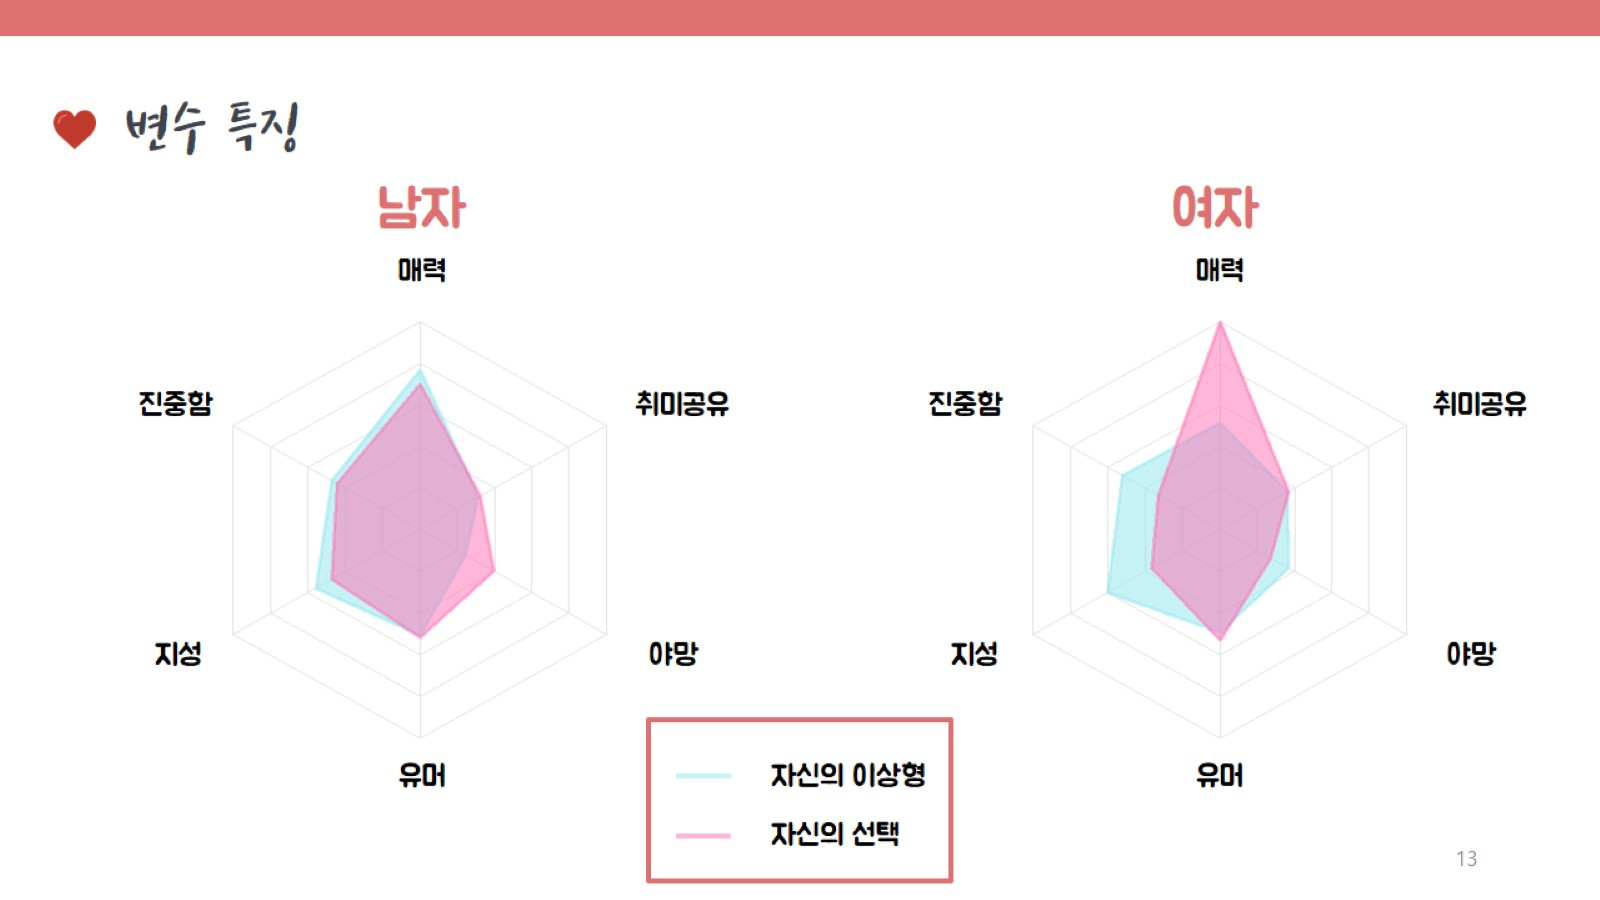 변수 특징
남자
매력
진중함
취미공유
지성
야망
유머
여자
매력
진중함
취미공유
지성
야망
유머
자신의 이상형
자신의 선택
13